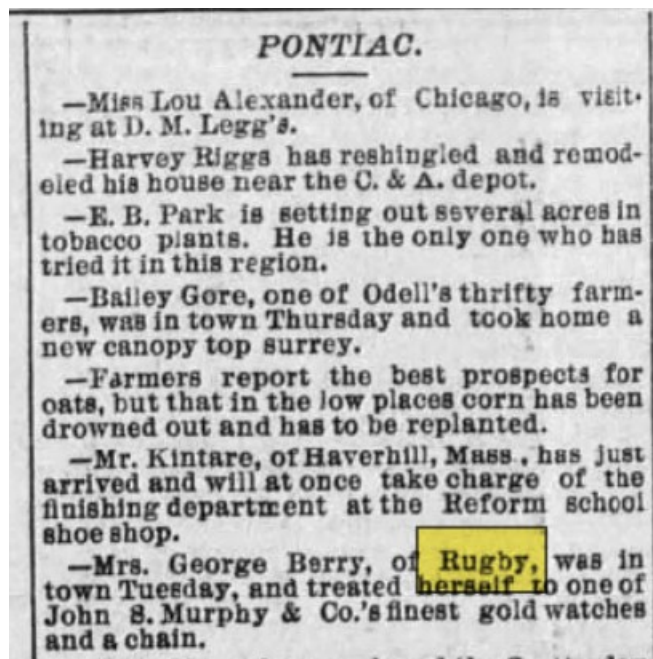 PONTIAC.
—Miss Lou Alexander, of Chicago, is visit-
ing at D. M. Legg's.
—Harvey Riggs has reshingled and remod-
eled his house near the C. & A. depot.
—E. B. Park is setting out several acres in
tobacco plants. He is the only one who has
tried it in this region.
—Bailey Gore, one of Odell's thrifty farm-
ers, was in town Thursday and took home a
new canopy top surrey.
—Farmers report the best prospects for
oats, but that in the low places corn has been
drowned out and has to be replanted.
—Mr. Kintare, of Haverhill, Mass., has just
arrived and will at once take charge of the
finishing department at the Reform school
shoe shop.
—Mrs. George Berry, of Rugby, was in
town Tuesday, and treated herself to one of
John S. Murphy & Co.'s finest gold watches
and a chain.